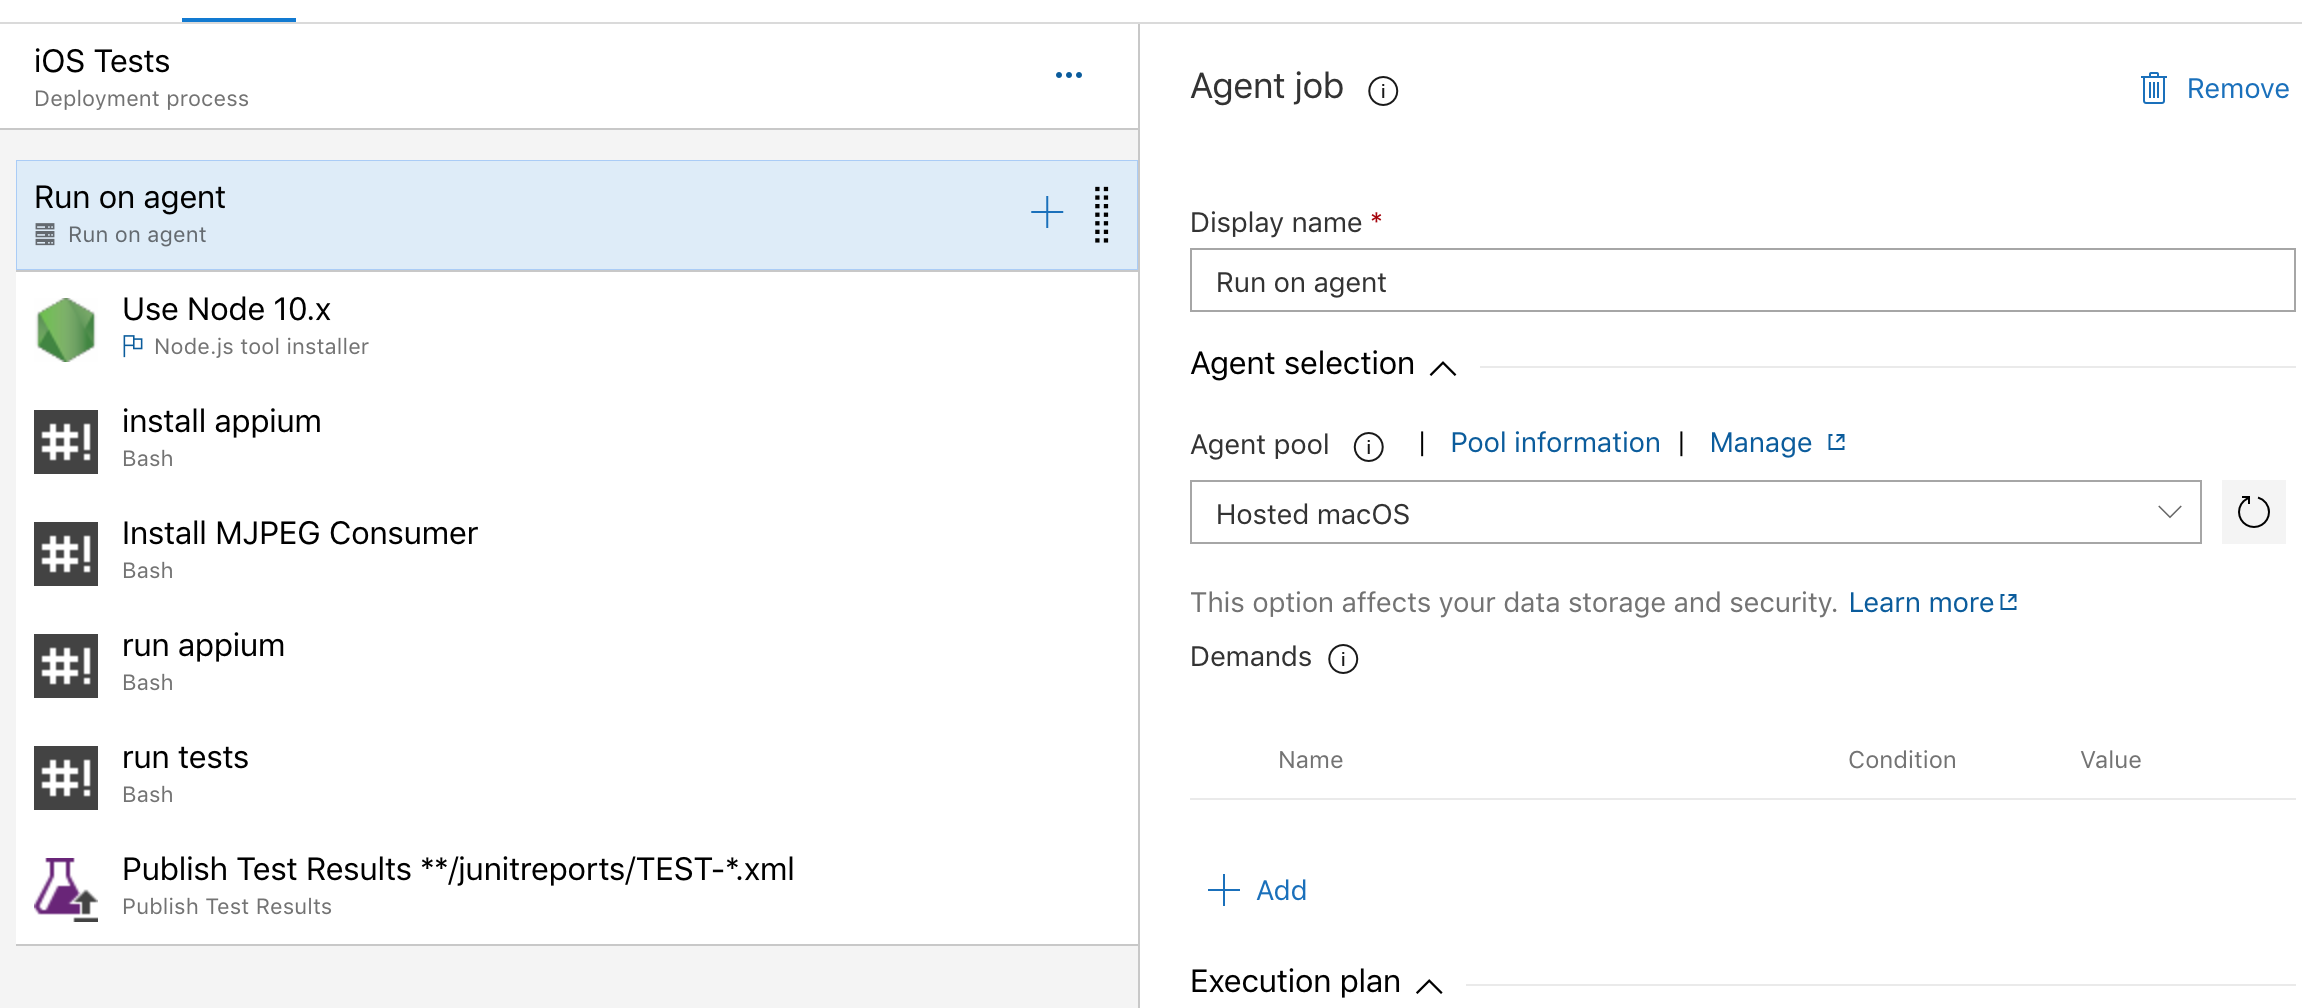 iOS Tests
Deployment process
Run on agent
Run on agent
Use Node 10.x
Node.js tool installer
install appium
Bash
Install MJPEG Consumer
Bash
run appium
Bash
run tests
Bash
Publish Test Results **/junitreports/TEST-*.xml
Publish Test Results
Agent job
Remove
Display name *
Run on agent
Agent selection
Agent pool | Pool information | Manage
Hosted macOS
This option affects your data storage and security. Learn more
Demands
Name Condition Value
Add
Execution plan